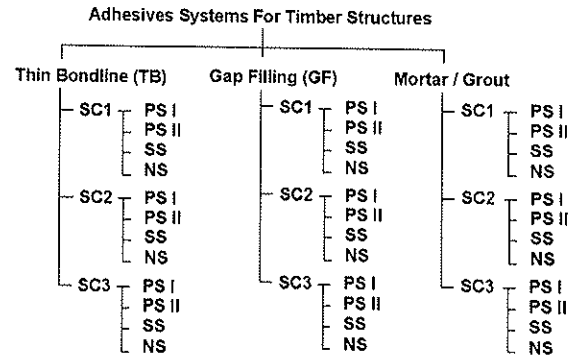 Adhesives Systems For Timber Structures
Thin Bondline (TB) Gap Filling (GF) Mortar / Grout
SC1 PS I SC1 PS I SC1 PS I
PS II PS II PS II
SS SS SS
NS NS NS
SC2 PS I SC2 PS I SC2 PS I
PS II PS II PS II
SS SS SS
NS NS NS
SC3 PS I SC3 PS I SC3 PS I
PS II PS II PS II
SS SS SS
NS NS NS